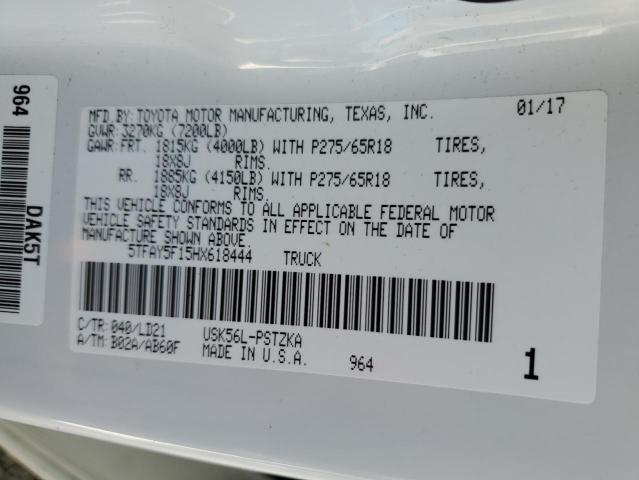 964
DAK5T
MFD.BY: TOYOTA MOTOR MANUFACTURING, TEXAS, INC. 01/17
GVWR: 3270KG (7200LB)
GAWR: FRT. 1815KG (4000LB) WITH P275/65R18 TIRES,
18X8J RIMS.
RR. 1885KG (4150LB) WITH P275/65R18 TIRES,
18X8J RIMS.
THIS VEHICLE CONFORMS TO ALL APPLICABLE FEDERAL MOTOR
VEHICLE SAFETY STANDARDS IN EFFECT ON THE DATE OF
MANUFACTURE SHOWN ABOVE.
5TFAY5F15HX618444 TRUCK
C/TR: 040/LD21 USK56L-PSTZKA
A/TM: B02A/AB60F MADE IN U.S.A. 964 1